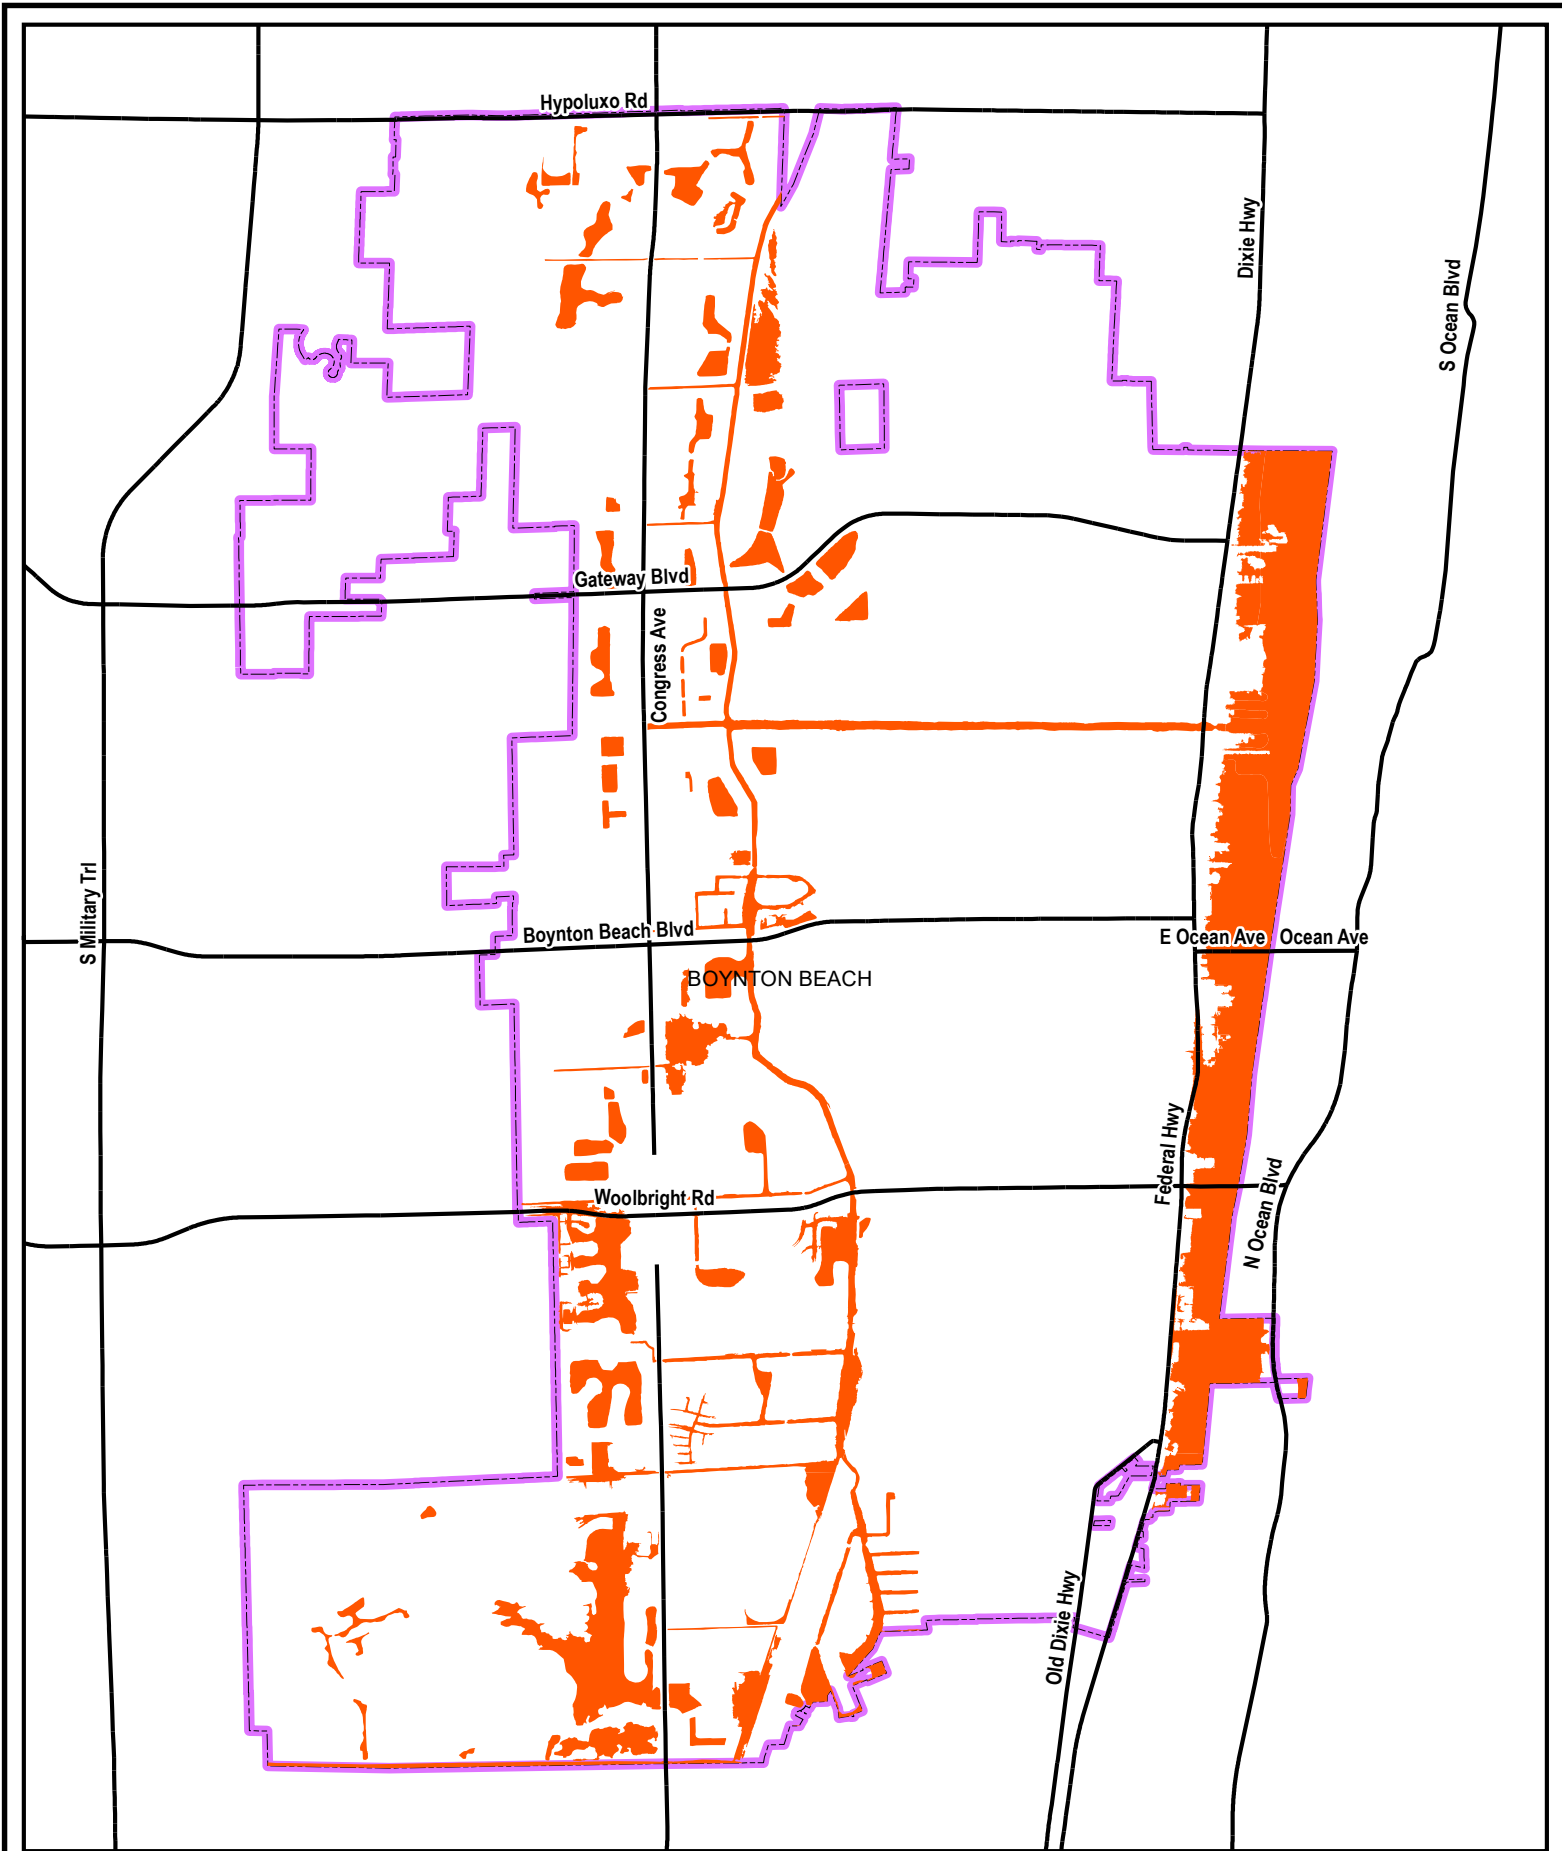 Hypoluxo Rd
Dixie Hwy
S Ocean Blvd
Gateway Blvd
Congress Ave
S Military Trl
Boynton Beach Blvd
E Ocean Ave
Ocean Ave
BOYNTON BEACH
Federal Hwy
Woolbright Rd
N Ocean Blvd
Old Dixie Hwy